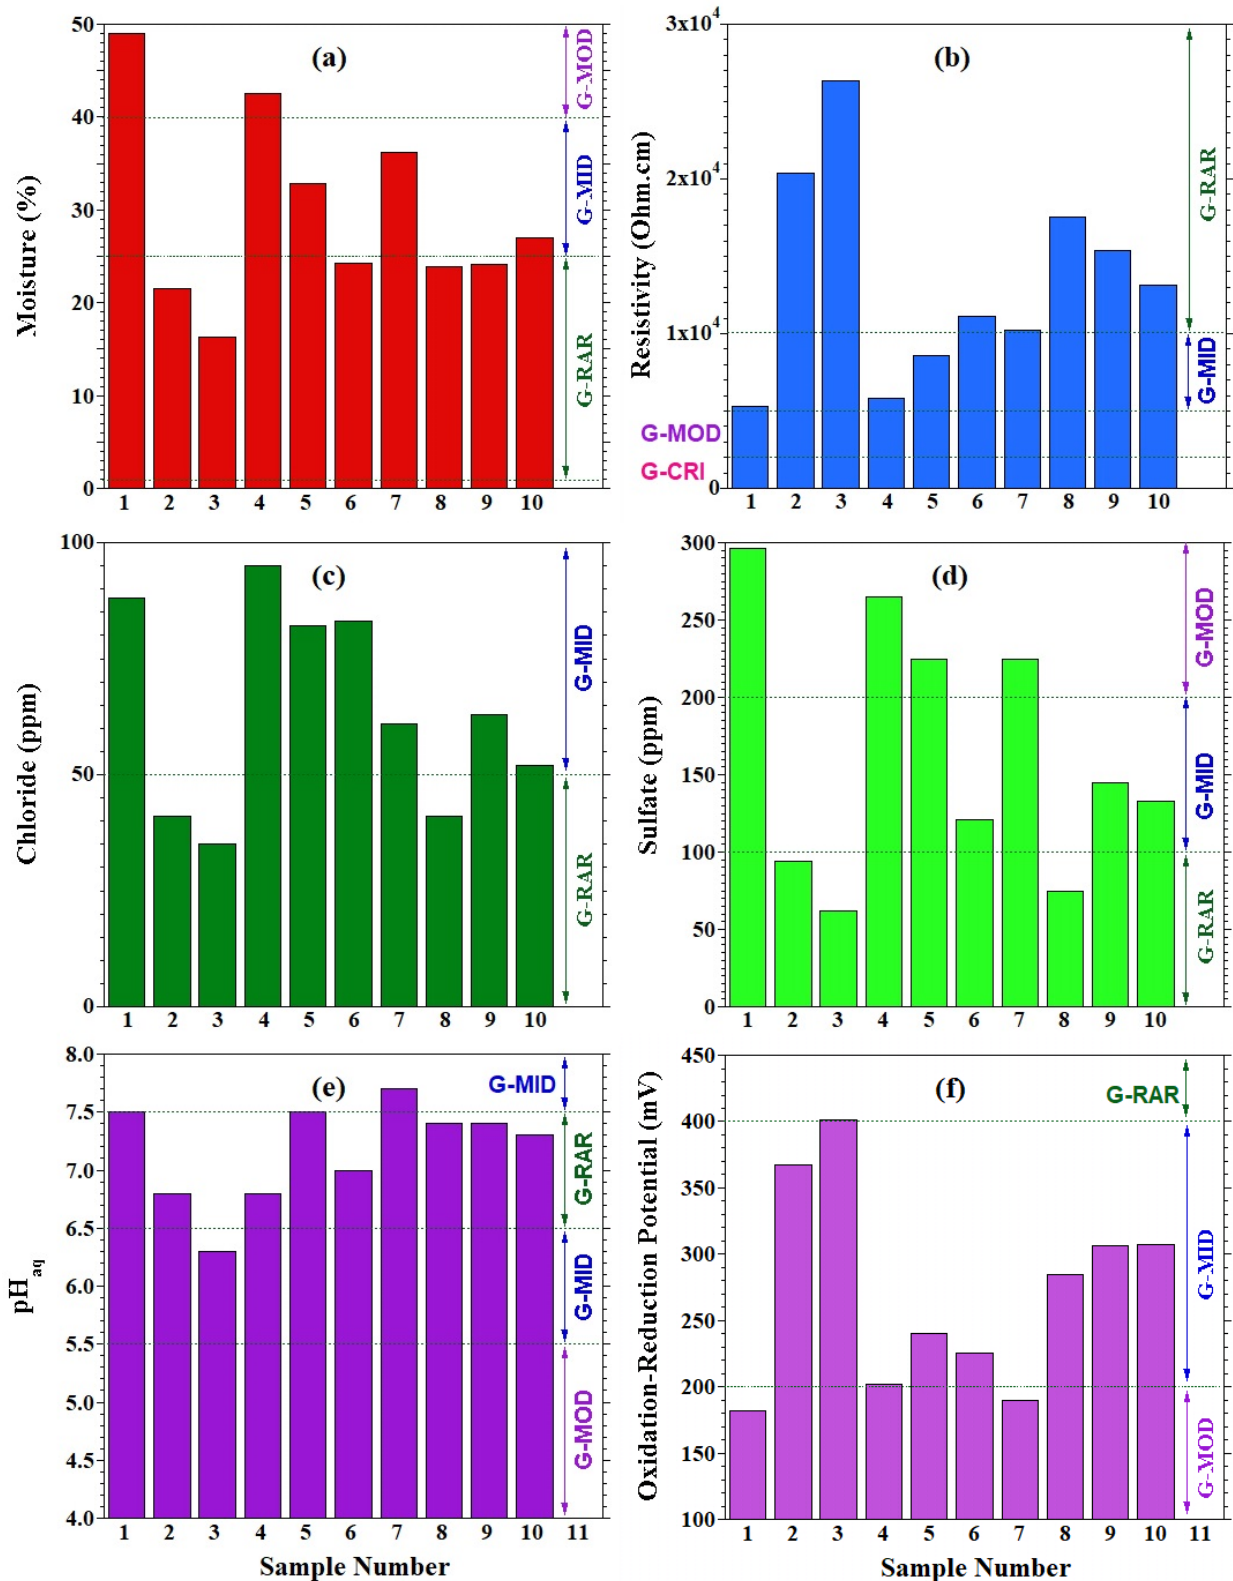 (a)
Moisture (%)
50
40
30
20
10
0
G-MOD
G-MID
G-RAR
1 2 3 4 5 6 7 8 9 10
(b)
Resistivity (Ohm.cm)
3x10⁴
2x10⁴
1x10⁴
0
G-RAR
G-MID
G-MOD
G-CRI
1 2 3 4 5 6 7 8 9 10
(c)
Chloride (ppm)
100
50
0
G-MID
G-RAR
1 2 3 4 5 6 7 8 9 10
(d)
Sulfate (ppm)
300
250
200
150
100
50
0
G-MOD
G-MID
G-RAR
1 2 3 4 5 6 7 8 9 10
(e)
pH aq
8.0
7.5
7.0
6.5
6.0
5.5
5.0
4.5
4.0
G-MID
G-RAR
G-MID
G-MOD
1 2 3 4 5 6 7 8 9 10 11
Sample Number
(f)
Oxidation-Reduction Potential (mV)
450
400
350
300
250
200
150
100
G-RAR
G-MID
G-MOD
1 2 3 4 5 6 7 8 9 10 11
Sample Number